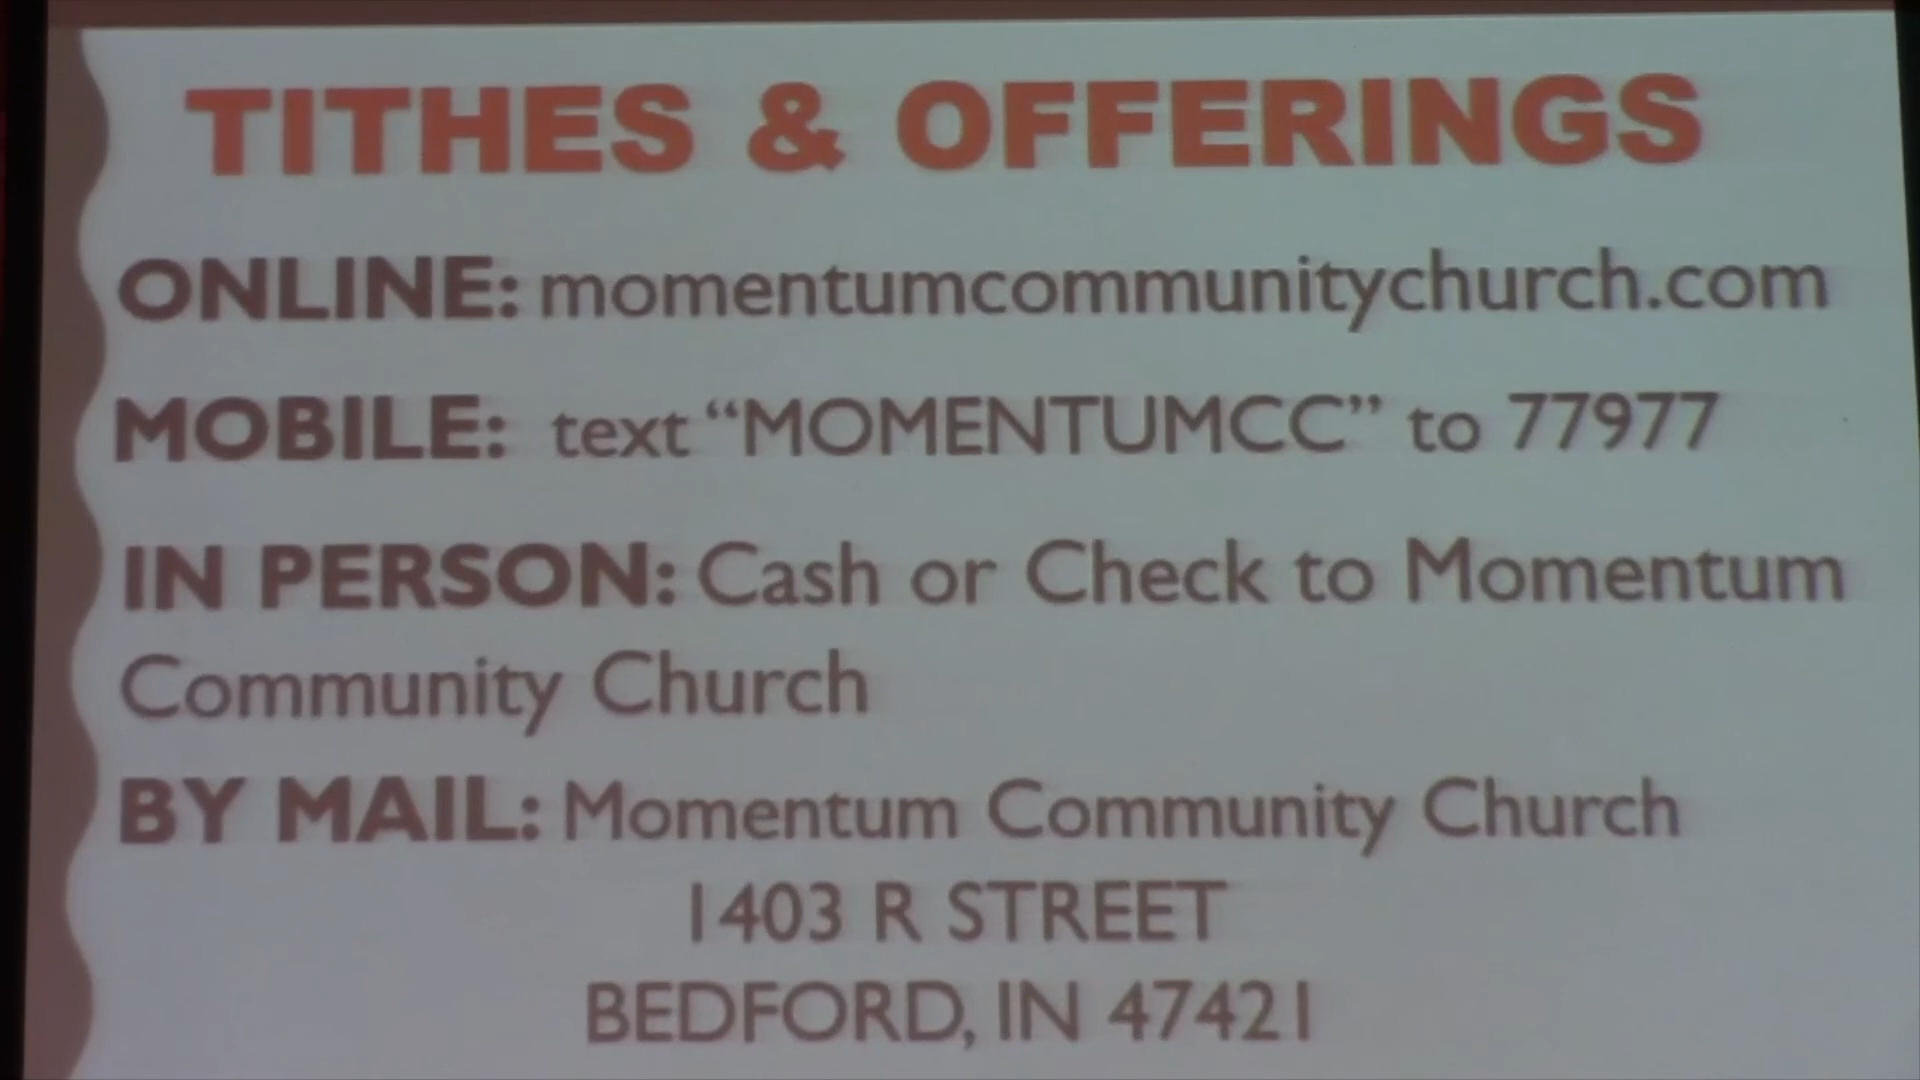 TITHES & OFFERINGS
ONLINE: momentumcommunitychurch.com
MOBILE: text “MOMENTUMCC” to 77977
IN PERSON: Cash or Check to Momentum
Community Church
BY MAIL: Momentum Community Church
1403 R STREET
BEDFORD, IN 47421